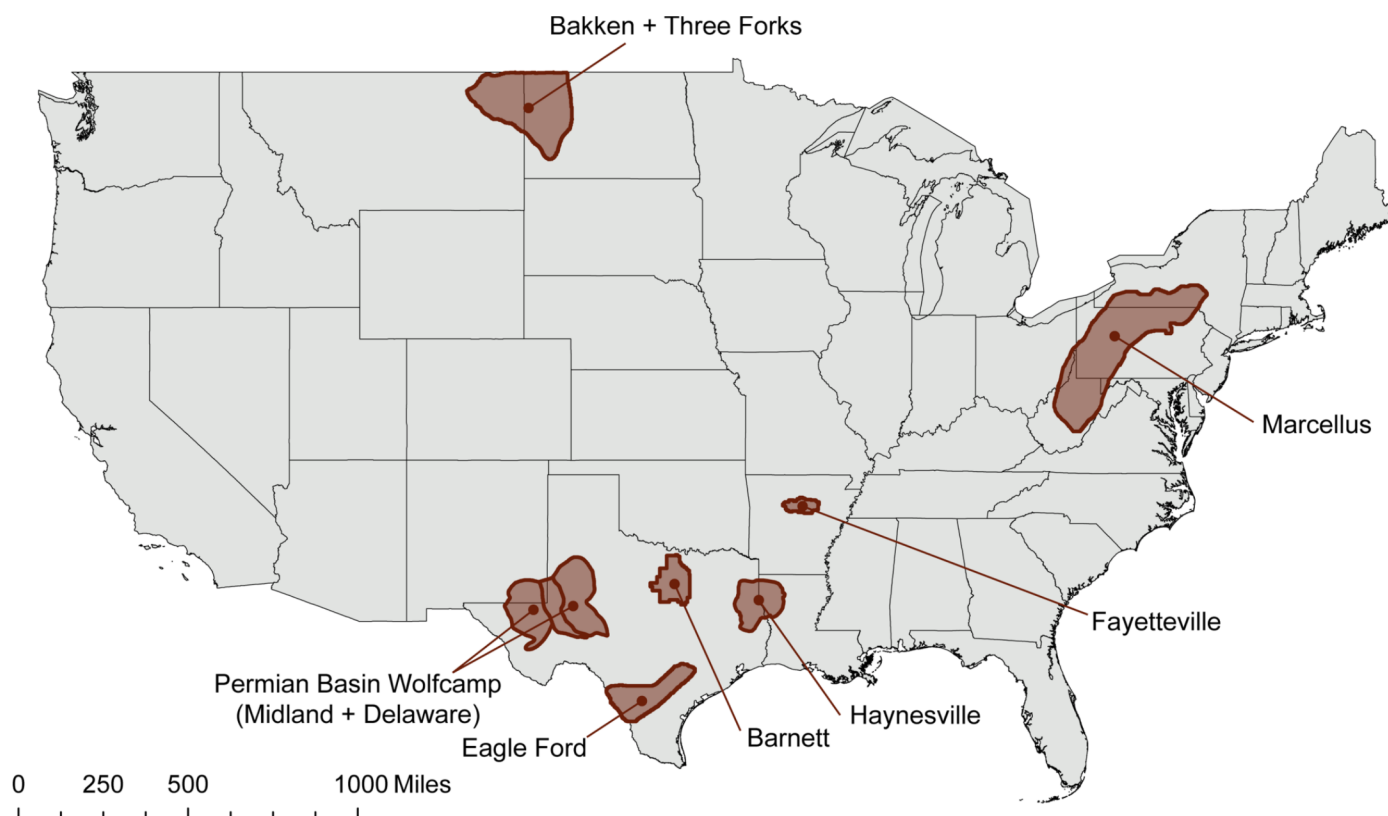 Bakken + Three Forks
Marcellus
Fayetteville
Permian Basin Wolfcamp
(Midland + Delaware)
Haynesville
Barnett
Eagle Ford
0 250 500 1000 Miles